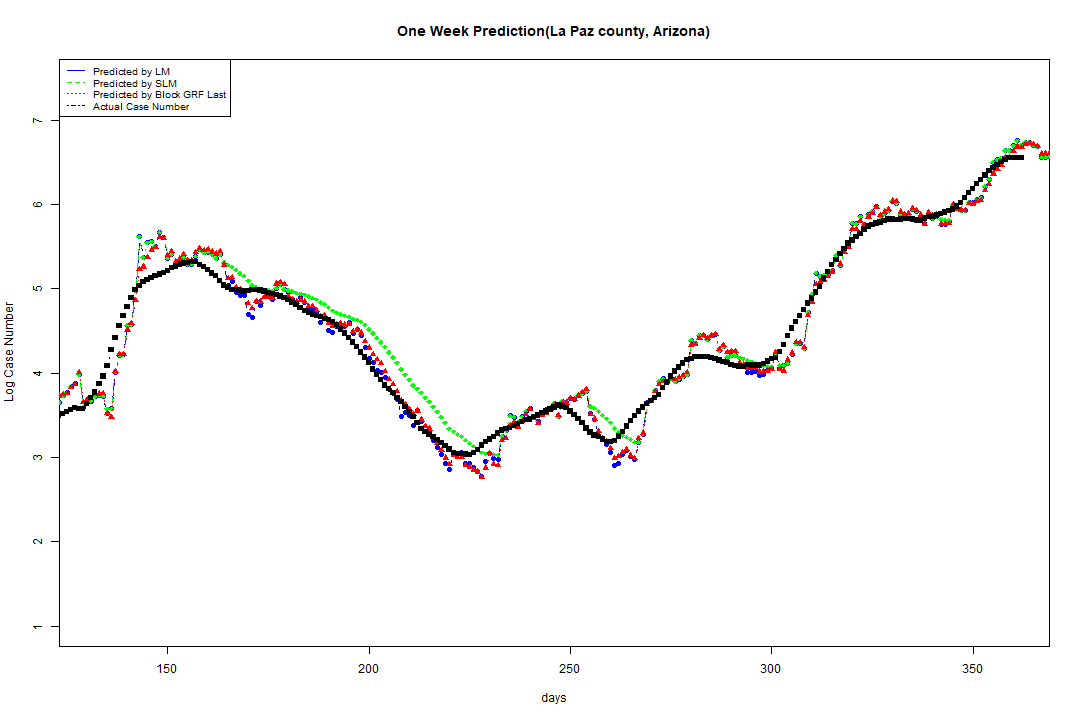 One Week Prediction(La Paz county, Arizona)
Predicted by LM
Predicted by SLM
Predicted by Block GRF Last
Actual Case Number
Log Case Number
7
6
5
4
3
2
1
150 200 250 300 350
days